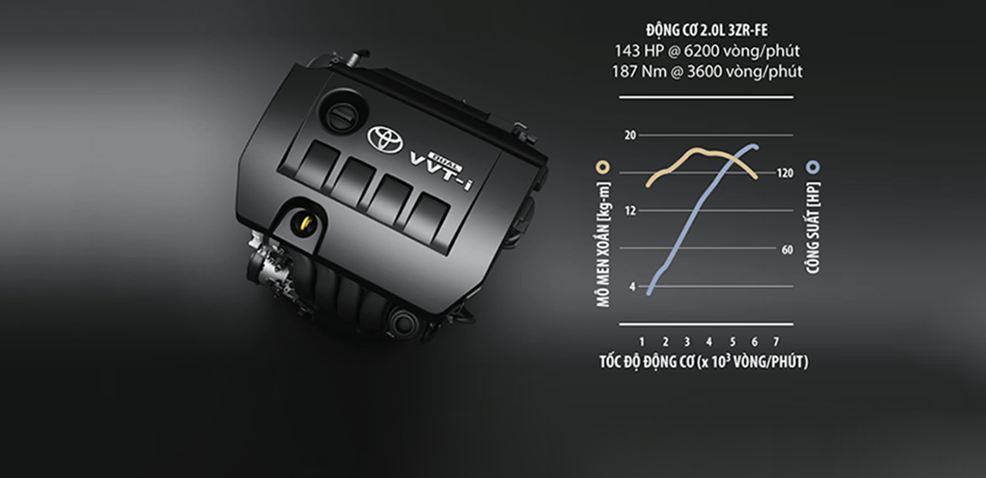 ĐỘNG CƠ 2.0L 3ZR-FE
143 HP @ 6200 vòng/phút
187 Nm @ 3600 vòng/phút
DUAL
VVT-i
20
12
4
MÔ MEN XOẮN [kg-m]
120
60
CÔNG SUẤT [HP]
1 2 3 4 5 6 7
TỐC ĐỘ ĐỘNG CƠ (x 10³ VÒNG/PHÚT)